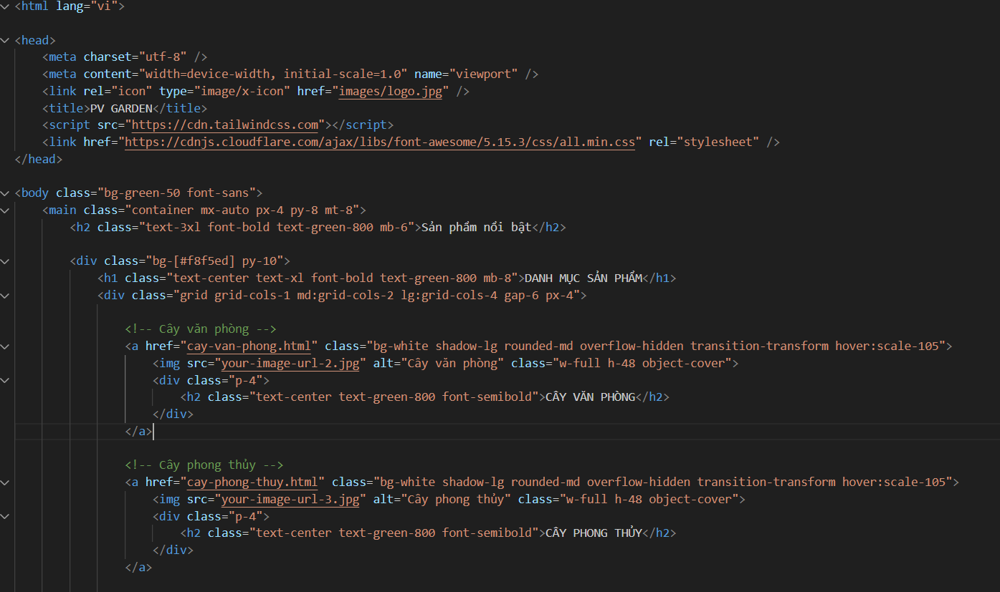 <html lang="vi">
<head>
<meta charset="utf-8" />
<meta content="width=device-width, initial-scale=1.0" name="viewport" />
<link rel="icon" type="image/x-icon" href="images/logo.jpg" />
<title>PV GARDEN</title>
<script src="https://cdn.tailwindcss.com"></script>
<link href="https://cdnjs.cloudflare.com/ajax/libs/font-awesome/5.15.3/css/all.min.css" rel="stylesheet" />
</head>
<body class="bg-green-50 font-sans">
<main class="container mx-auto px-4 py-8 mt-8">
<h2 class="text-3xl font-bold text-green-800 mb-6">Sản phẩm nổi bật</h2>
<div class="bg-[#f8f5ed] py-10">
<h1 class="text-center text-xl font-bold text-green-800 mb-8">DANH MỤC SẢN PHẨM</h1>
<div class="grid grid-cols-1 md:grid-cols-2 lg:grid-cols-4 gap-6 px-4">
<!-- Cây văn phòng -->
<a href="cay-van-phong.html" class="bg-white shadow-lg rounded-md overflow-hidden transition-transform hover:scale-105">
<img src="your-image-url-2.jpg" alt="Cây văn phòng" class="w-full h-48 object-cover">
<div class="p-4">
<h2 class="text-center text-green-800 font-semibold">CÂY VĂN PHÒNG</h2>
</div>
</a>
<!-- Cây phong thủy -->
<a href="cay-phong-thuy.html" class="bg-white shadow-lg rounded-md overflow-hidden transition-transform hover:scale-105">
<img src="your-image-url-3.jpg" alt="Cây phong thủy" class="w-full h-48 object-cover">
<div class="p-4">
<h2 class="text-center text-green-800 font-semibold">CÂY PHONG THỦY</h2>
</div>
</a>